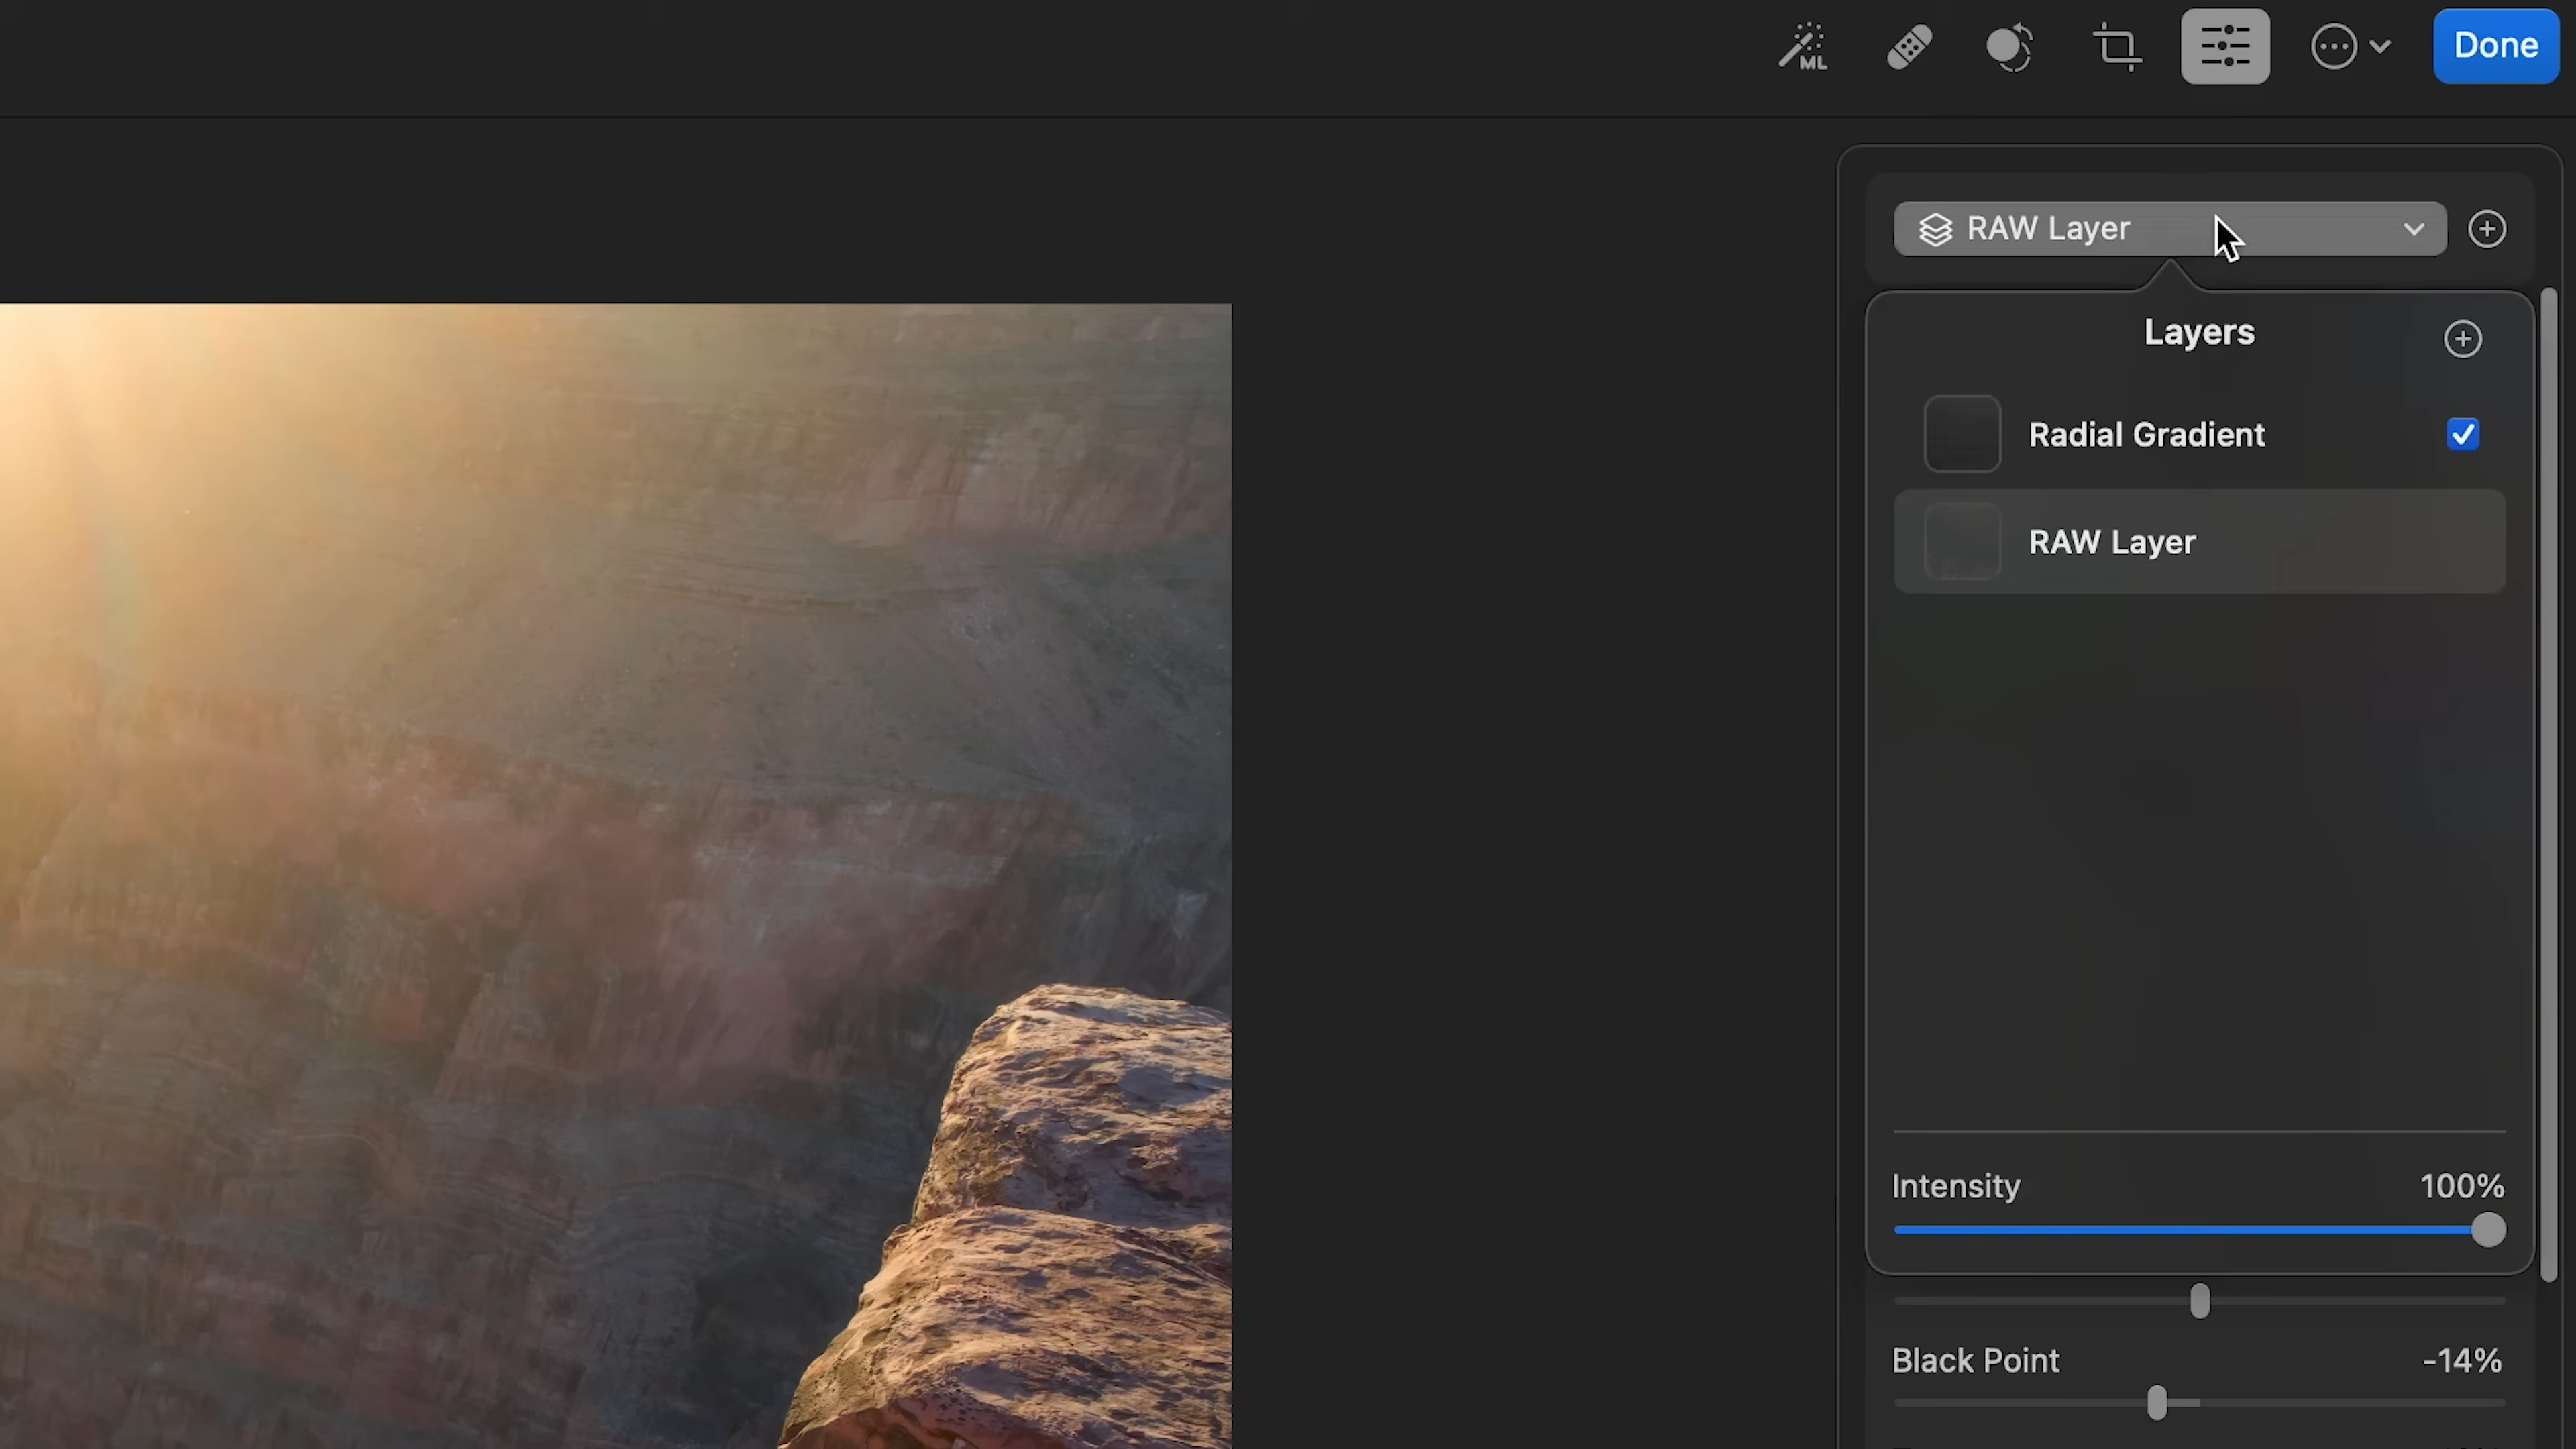 ML
Done
RAW Layer
Layers
Radial Gradient
RAW Layer
Intensity 100%
Black Point -14%